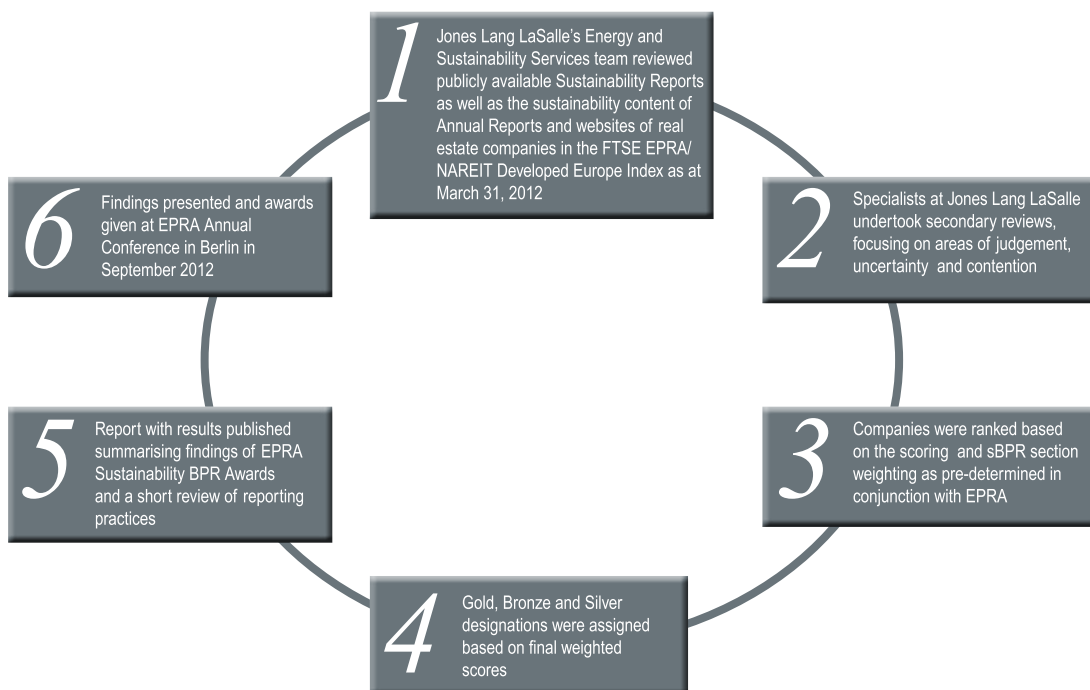 1
Jones Lang LaSalle's Energy and
Sustainability Services team reviewed
publicly available Sustainability Reports
as well as the sustainability content of
Annual Reports and websites of real
estate companies in the FTSE EPRA/
NAREIT Developed Europe Index as at
March 31, 2012
2
Specialists at Jones Lang LaSalle
undertook secondary reviews,
focusing on areas of judgement,
uncertainty and contention
3
Companies were ranked based
on the scoring and sBPR section
weighting as pre-determined in
conjunction with EPRA
4
Gold, Bronze and Silver
designations were assigned
based on final weighted
scores
5
Report with results published
summarising findings of EPRA
Sustainability BPR Awards
and a short review of reporting
practices
6
Findings presented and awards
given at EPRA Annual
Conference in Berlin in
September 2012